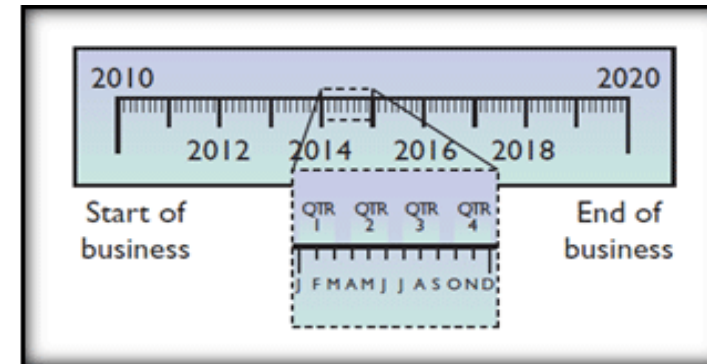 2010 2020
2012 2014 2016 2018
Start of
business
End of
business
QTR QTR QTR QTR
1 2 3 4
J F M A M J J A S O N D